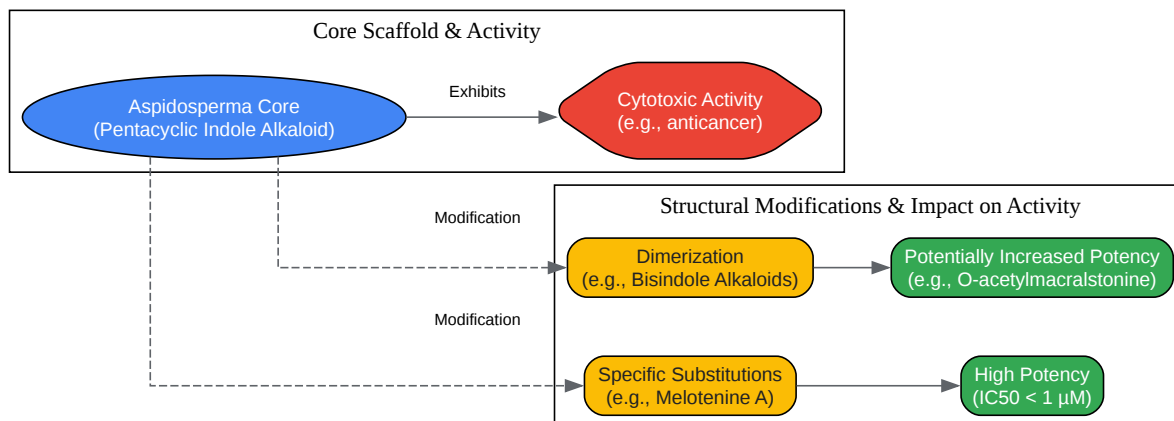 Core Scaffold & Activity
Aspidosperma Core
(Pentacyclic Indole Alkaloid)
Exhibits
Cytotoxic Activity
(e.g., anticancer)
Structural Modifications & Impact on Activity
Modification
Dimerization
(e.g., Bisindole Alkaloids)
Potentially Increased Potency
(e.g., O-acetylmacralstonine)
Modification
Specific Substitutions
(e.g., Melotenine A)
High Potency
(IC50 < 1 µM)